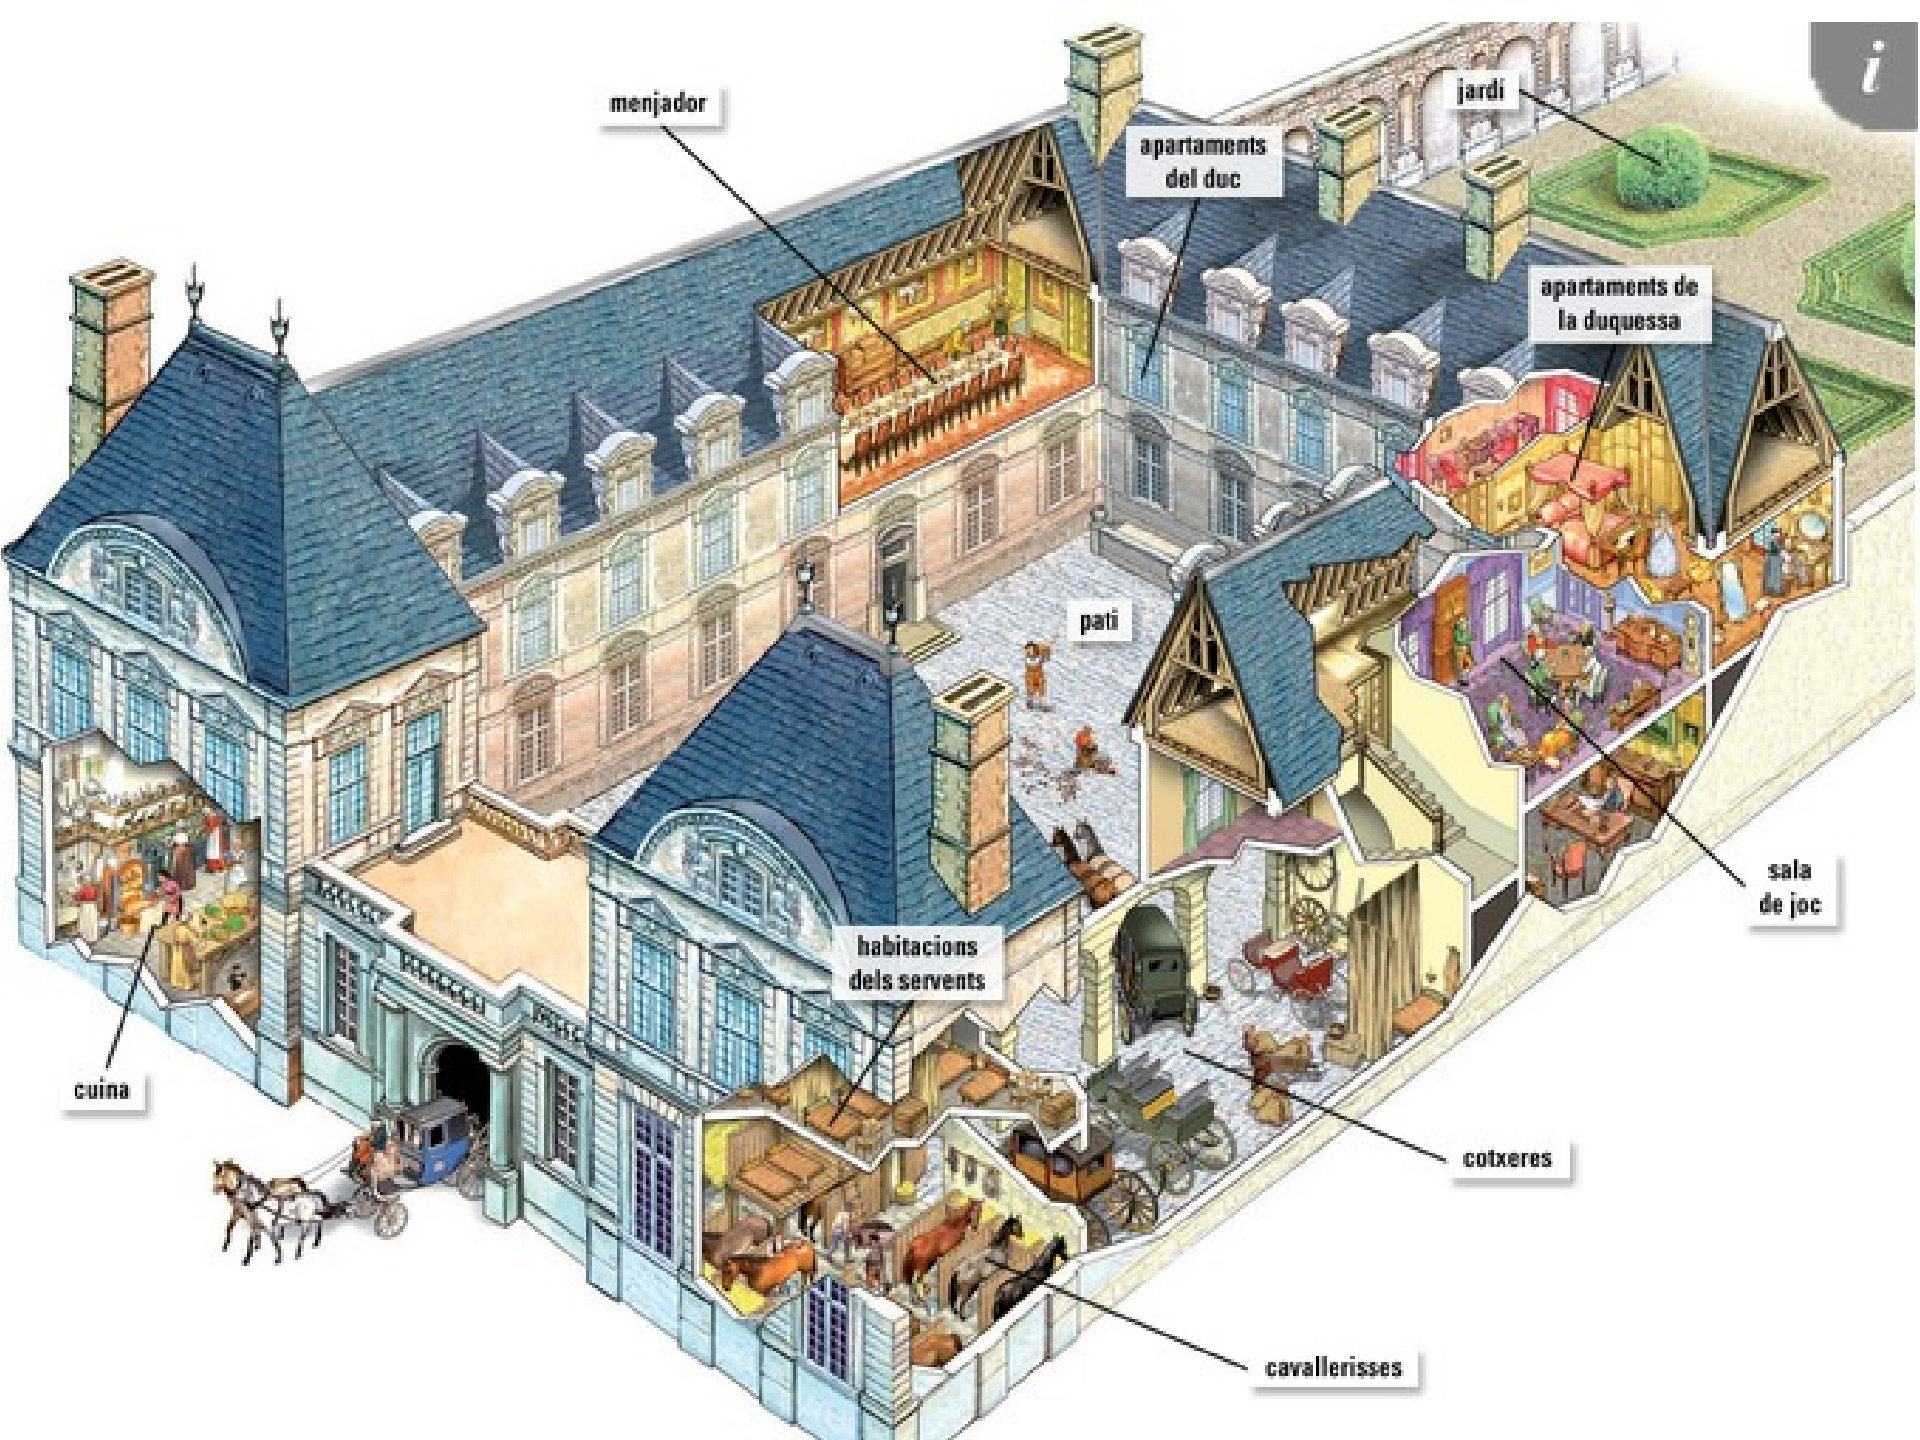 i
jardí
menjador
apartaments
del duc
apartaments de
la duquessa
pati
sala
de joc
habitacions
dels servents
cuina
cotxeres
cavallerisses